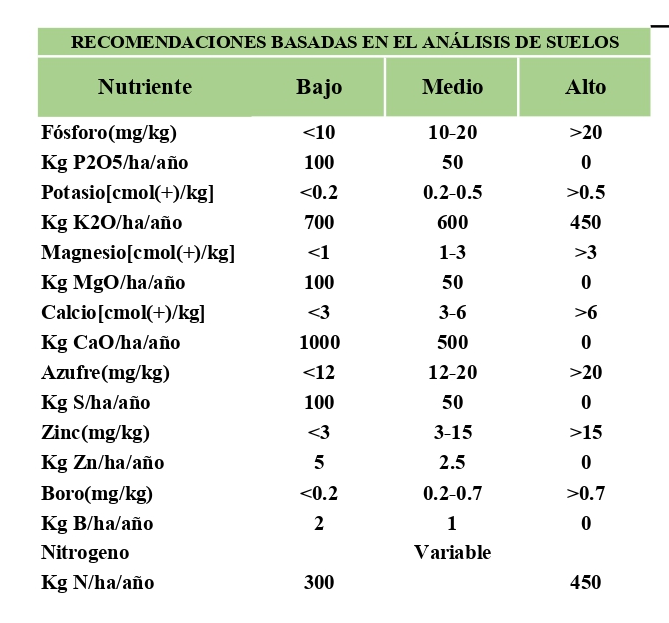 RECOMENDACIONES BASADAS EN EL ANÁLISIS DE SUELOS
Nutriente Bajo Medio Alto
Fósforo(mg/kg) <10 10-20 >20
Kg P2O5/ha/año 100 50 0
Potasio[cmol(+)/kg] <0.2 0.2-0.5 >0.5
Kg K2O/ha/año 700 600 450
Magnesio[cmol(+)/kg] <1 1-3 >3
Kg MgO/ha/año 100 50 0
Calcio[cmol(+)/kg] <3 3-6 >6
Kg CaO/ha/año 1000 500 0
Azufre(mg/kg) <12 12-20 >20
Kg S/ha/año 100 50 0
Zinc(mg/kg) <3 3-15 >15
Kg Zn/ha/año 5 2.5 0
Boro(mg/kg) <0.2 0.2-0.7 >0.7
Kg B/ha/año 2 1 0
Nitrogeno Variable
Kg N/ha/año 300 450